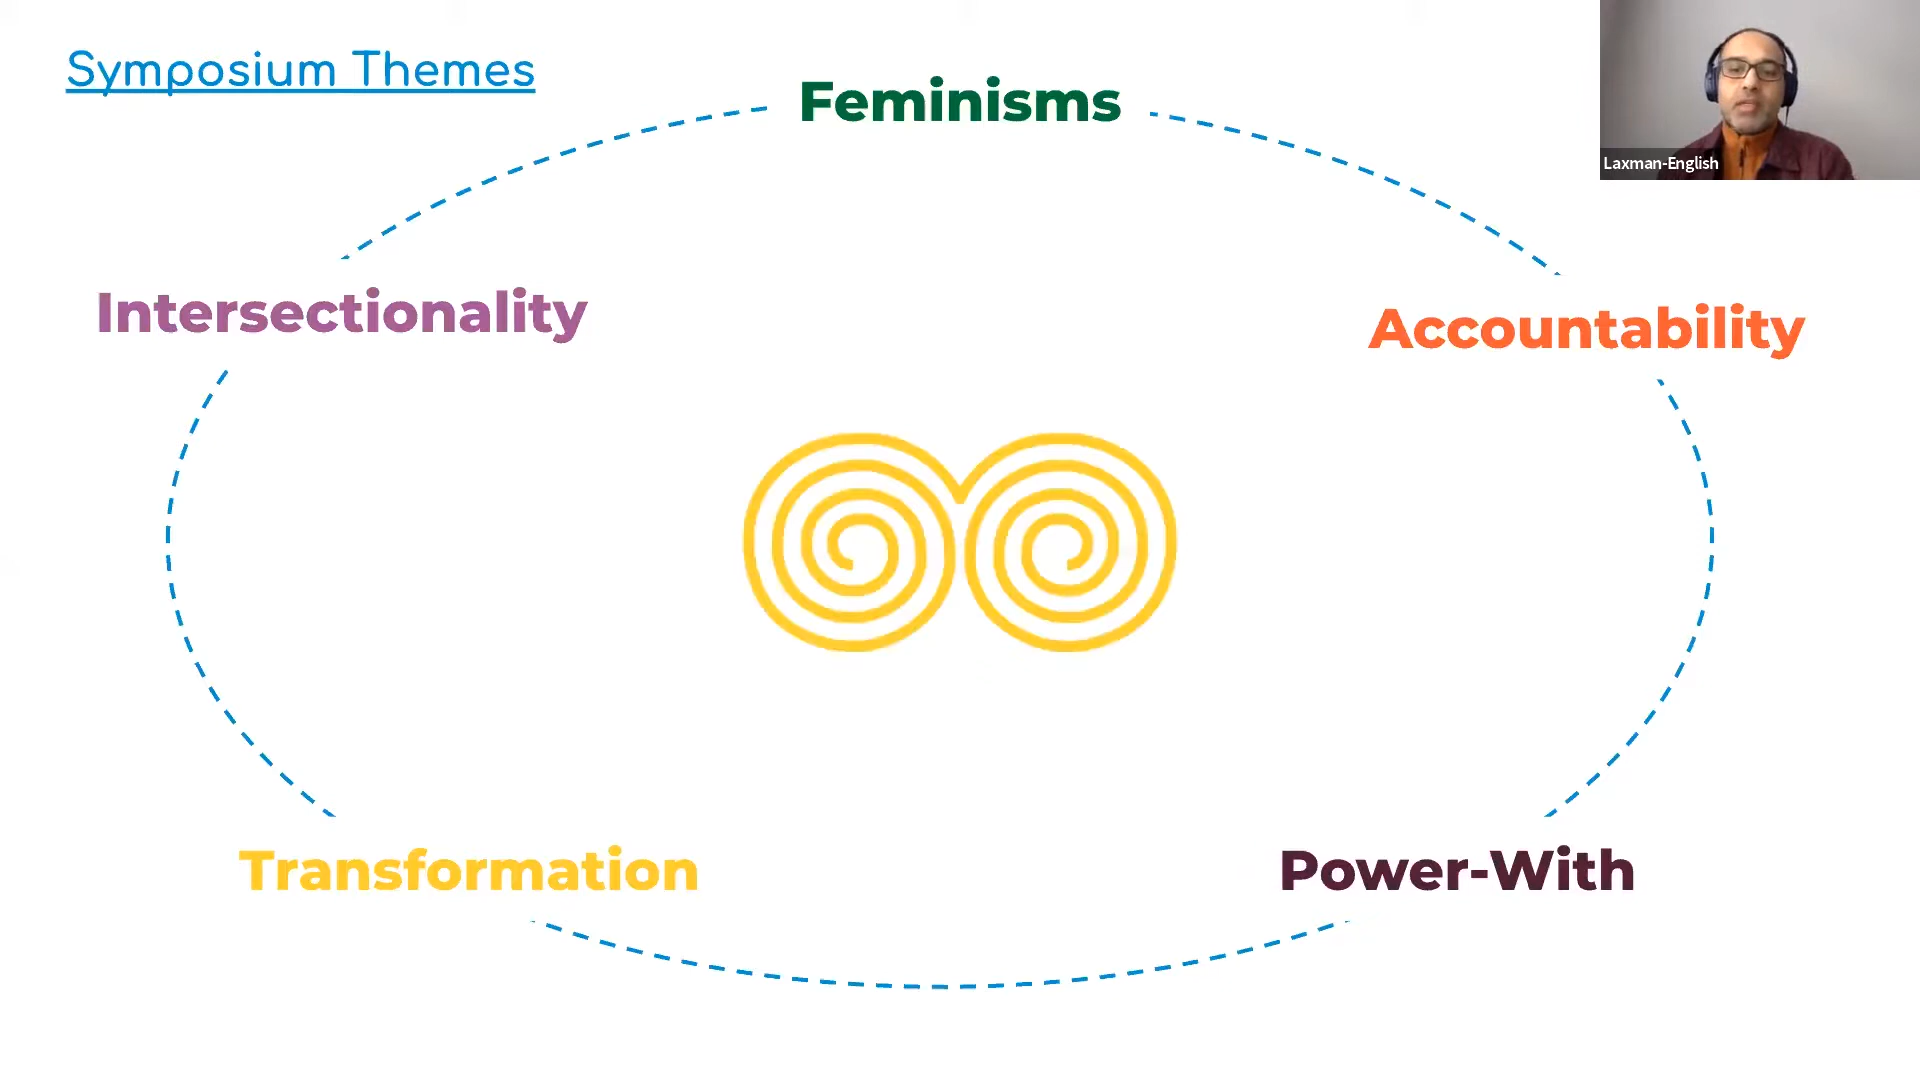 Symposium Themes
Feminisms
Laxman-English
Intersectionality
Accountability
Transformation
Power-With